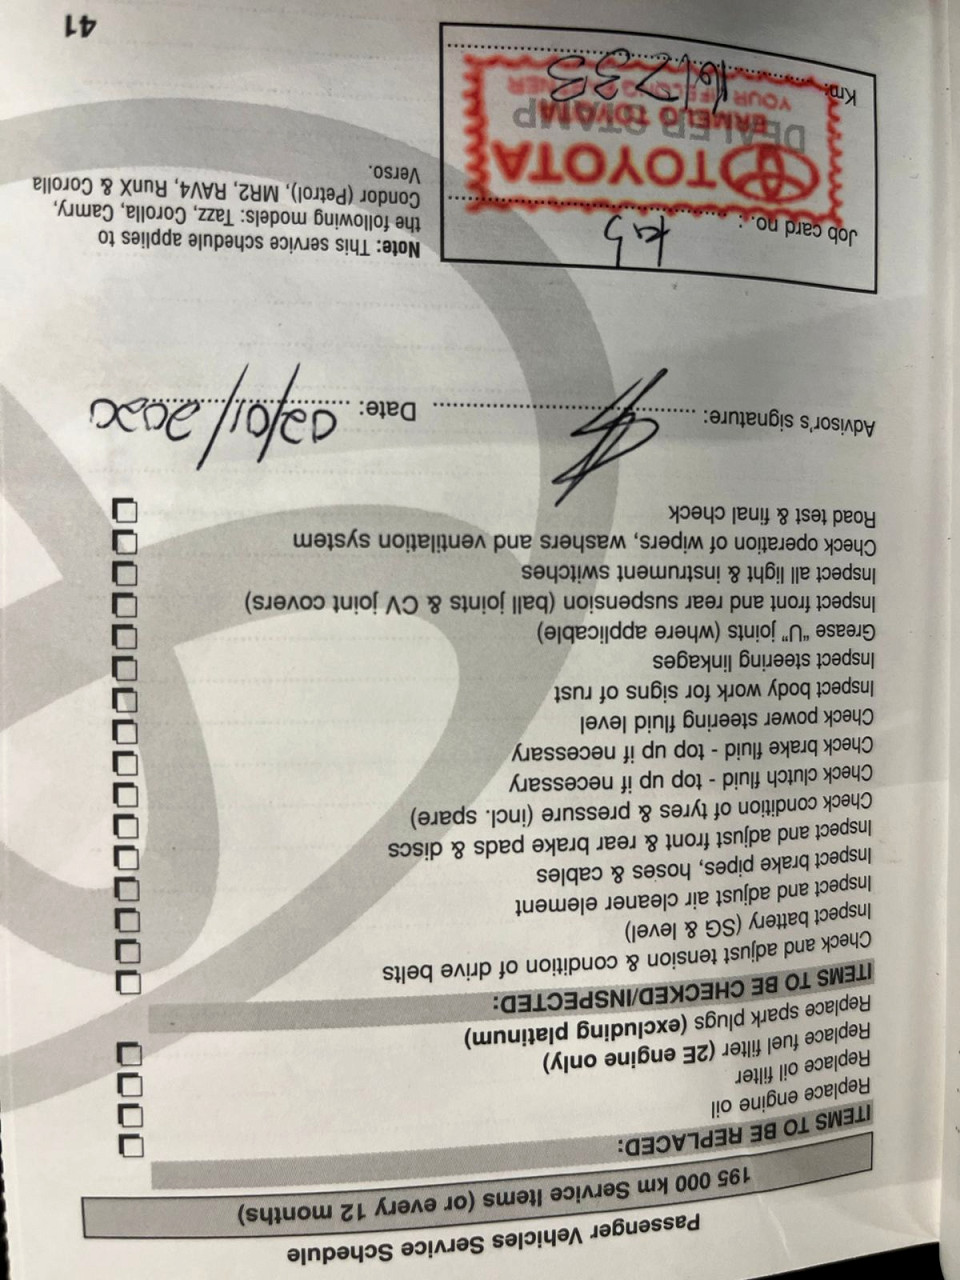 Passenger Vehicles Service Schedule
195 000 km Service Items (or every 12 months)
ITEMS TO BE REPLACED:
Replace engine oil
Replace oil filter
Replace fuel filter (2E engine only)
Replace spark plugs (excluding platinum)
ITEMS TO BE CHECKED/INSPECTED:
Check and adjust tension & condition of drive belts
Inspect battery (SG & level)
Inspect and adjust air cleaner element
Inspect brake pipes, hoses & cables
Inspect and adjust front & rear brake pads & discs
Check condition of tyres & pressure (incl. spare)
Check clutch fluid - top up if necessary
Check brake fluid - top up if necessary
Check power steering fluid level
Inspect body work for signs of rust
Inspect steering linkages
Grease "U" joints (where applicable)
Inspect front and rear suspension (ball joints & CV joint covers)
Inspect all light & instrument switches
Check operation of wipers, washers and ventilation system
Road test & final check
Advisor's signature: Date: 02/01/2020
Job card no.:
TOYOTA
DEALER STAMP
ERMELO TOYOTA
YOUR LIFELONG PARTNER
Km:
Note: This service schedule applies to
the following models: Tazz, Corolla, Camry,
Condor (Petrol), MR2, RAV4, RunX & Corolla
Verso.
41